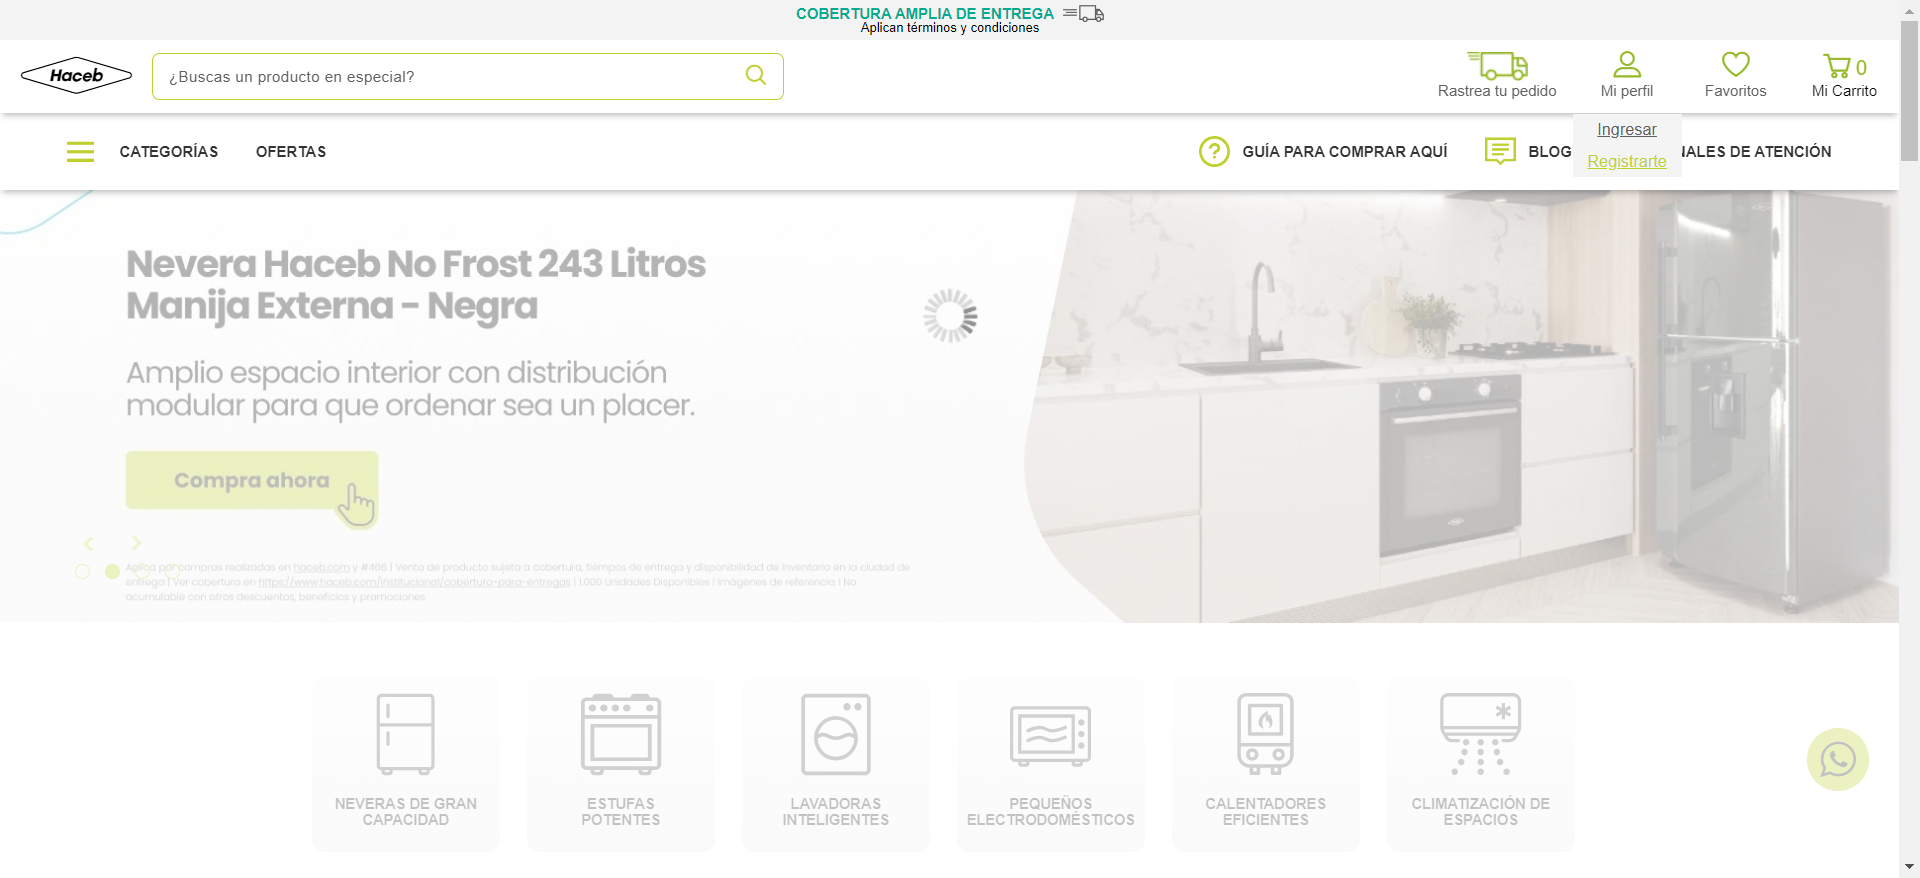 COBERTURA AMPLIA DE ENTREGA
Aplican términos y condiciones
Haceb
¿Buscas un producto en especial?
Rastrea tu pedido
Mi perfil
Favoritos
0
Mi Carrito
Ingresar
Registrarte
CATEGORÍAS
OFERTAS
GUÍA PARA COMPRAR AQUÍ
BLOG
NALES DE ATENCIÓN
Nevera Haceb No Frost 243 Litros
Manija Externa - Negra
Amplio espacio interior con distribución
modular para que ordenar sea un placer.
Compra ahora
Aplica por compras realizadas en haceb.com y #466 | Venta de producto sujeta a cobertura, tiempos de entrega y disponibilidad de inventario en la ciudad de
entrega | Ver cobertura en https://www.haceb.com/institucional/cobertura-para-entregas | 1.000 Unidades Disponibles | Imágenes de referencia | No
acumulable con otros descuentos, beneficios y promociones
NEVERAS DE GRAN
CAPACIDAD
ESTUFAS
POTENTES
LAVADORAS
INTELIGENTES
PEQUEÑOS
ELECTRODOMÉSTICOS
CALENTADORES
EFICIENTES
CLIMATIZACIÓN DE
ESPACIOS